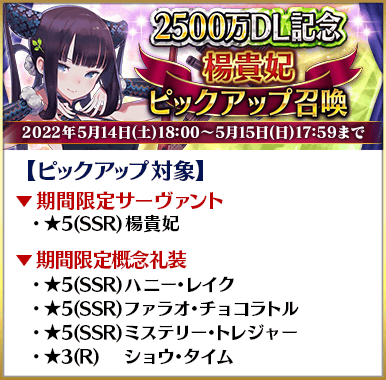 2500万DL記念
楊貴妃
ピックアップ召喚
2022年5月14日(土)18:00～5月15日(日)17:59まで
【ピックアップ対象】
▼期間限定サーヴァント
・★5(SSR)楊貴妃
▼期間限定概念礼装
・★5(SSR)ハニー・レイク
・★5(SSR)ファラオ・チョコラトル
・★5(SSR)ミステリー・トレジャー
・★3(R) ショウ・タイム